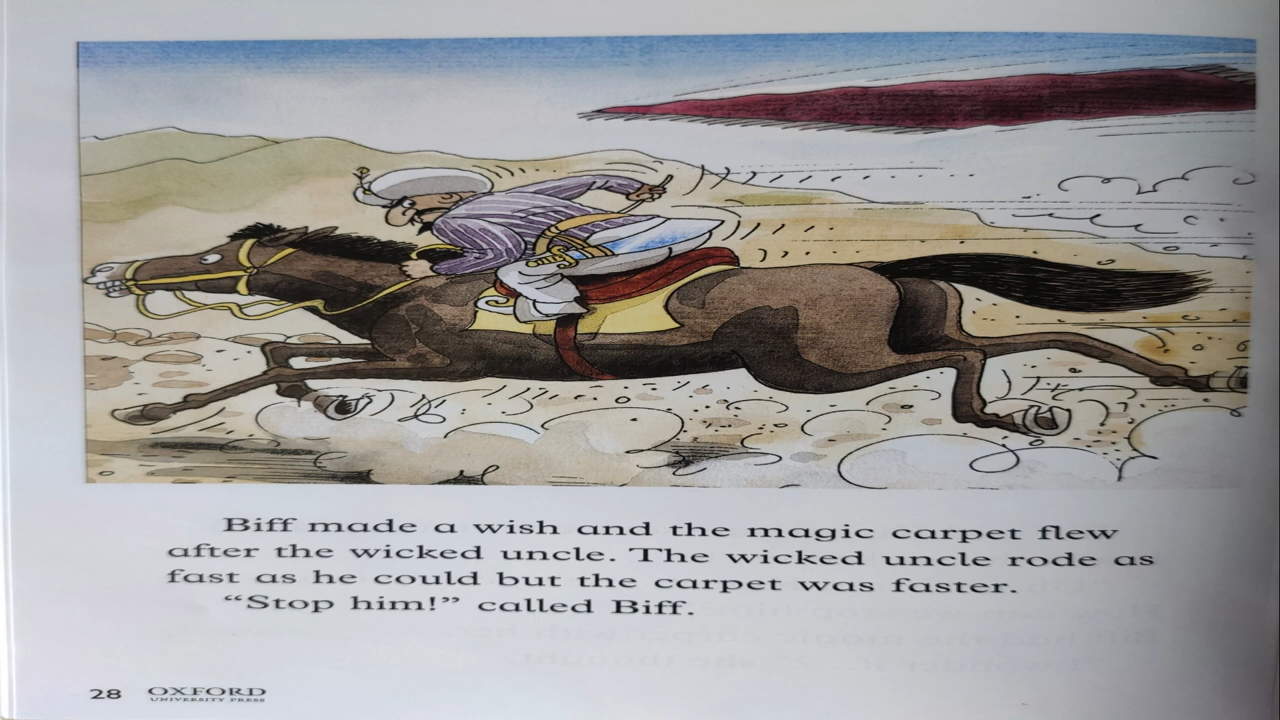 Biff made a wish and the magic carpet flew
after the wicked uncle. The wicked uncle rode as
fast as he could but the carpet was faster.
“Stop him!” called Biff.
28 OXFORD
UNIVERSITY PRESS